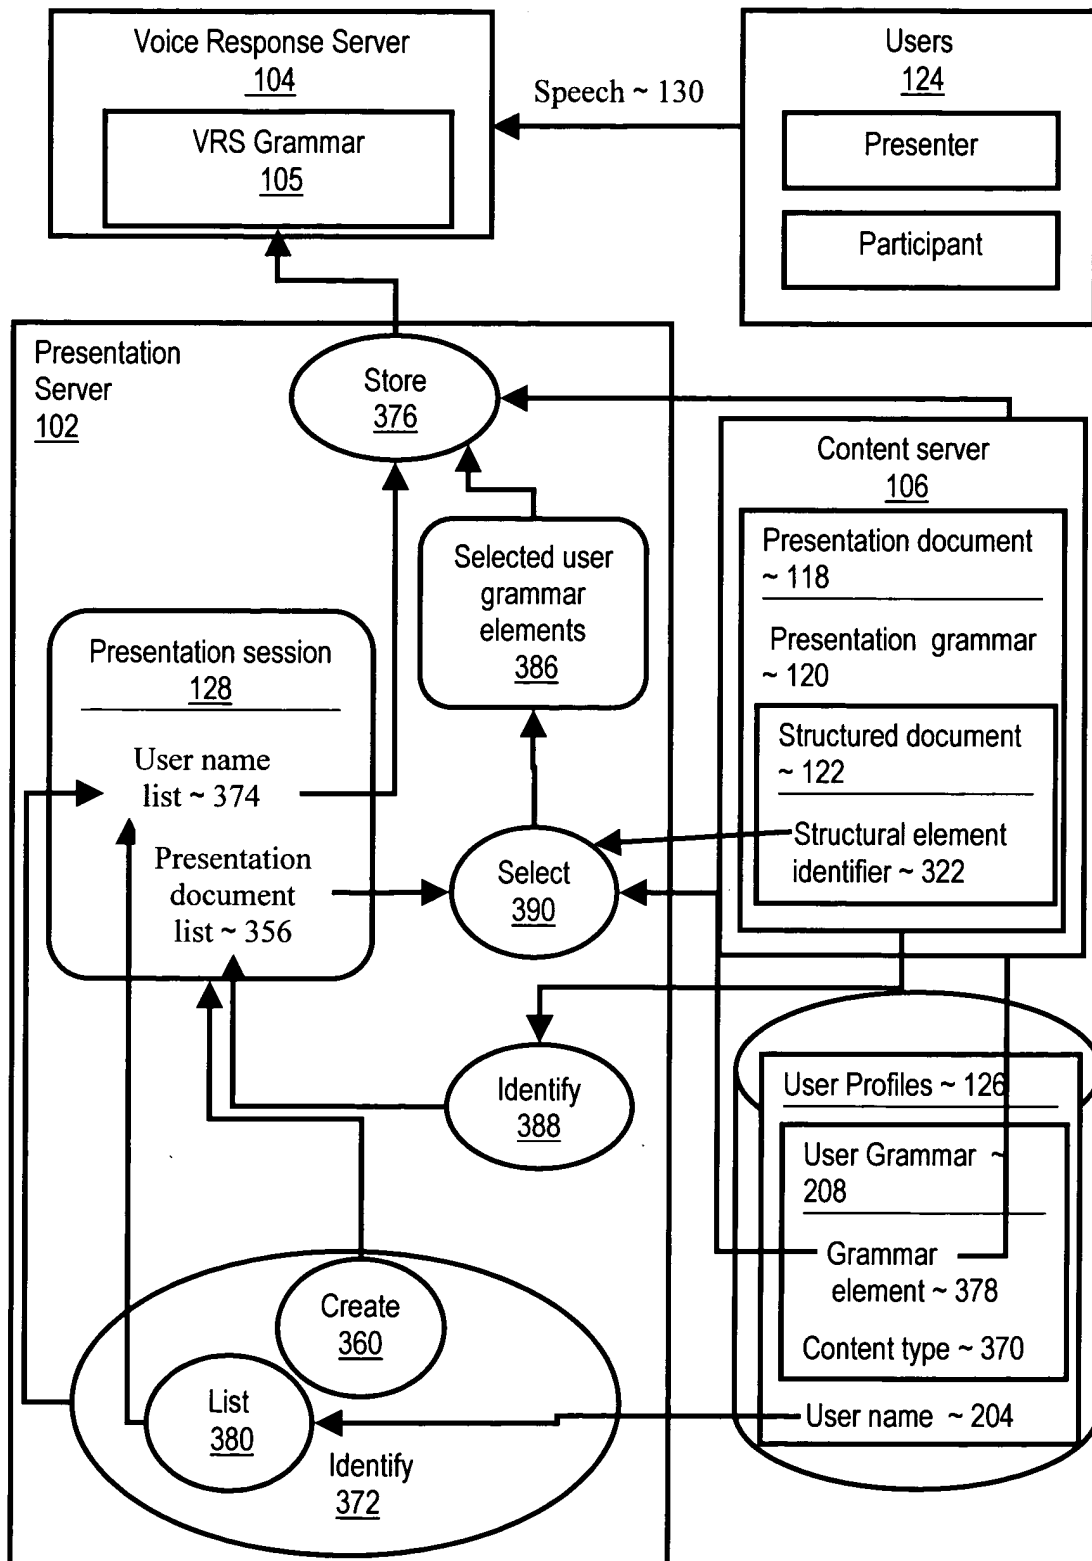 Voice Response Server
104
VRS Grammar
105
Speech ~ 130
Users
124
Presenter
Participant
Presentation
Server
102
Store
376
Content server
106
Presentation document
~ 118
Presentation grammar
~ 120
Structured document
~ 122
Structural element
identifier ~ 322
Selected user
grammar
elements
386
Presentation session
128
User name
list ~ 374
Presentation
document
list ~ 356
Select
390
Identify
388
User Profiles ~ 126
User Grammar ~
208
Grammar
element ~ 378
Content type ~ 370
User name ~ 204
Create
360
List
380
Identify
372